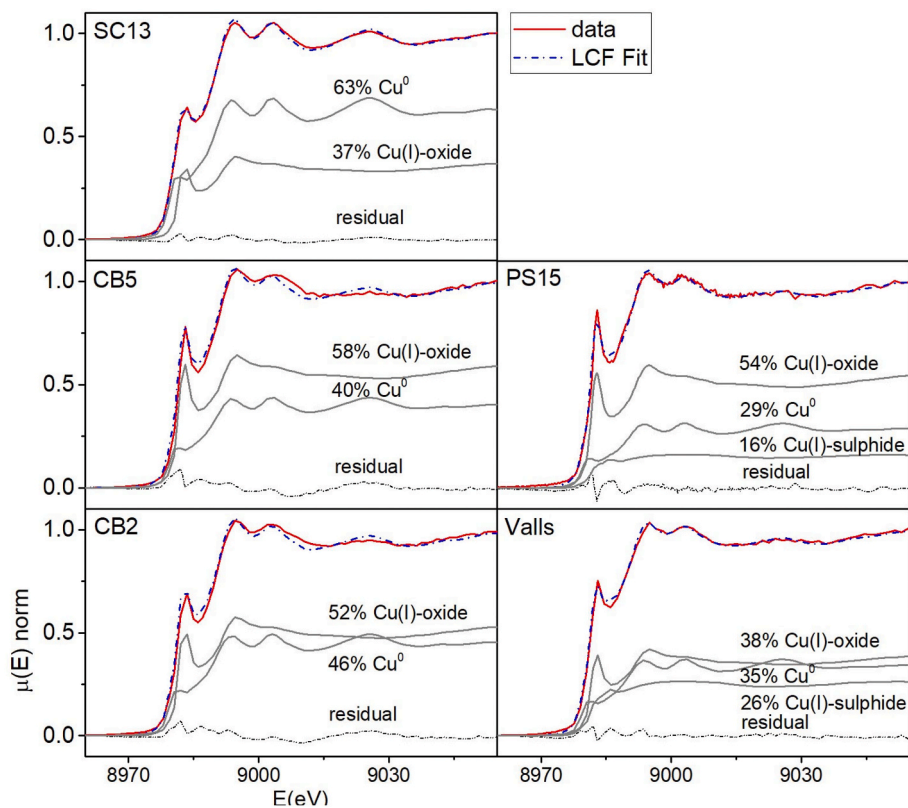 SC13
data
LCF Fit
1.0
63% Cu⁰
0.5
37% Cu(I)-oxide
residual
0.0
CB5
1.0
58% Cu(I)-oxide
0.5
40% Cu⁰
residual
0.0
PS15
54% Cu(I)-oxide
29% Cu⁰
16% Cu(I)-sulphide
residual
CB2
1.0
52% Cu(I)-oxide
0.5
46% Cu⁰
residual
0.0
μ(E) norm
8970
9000
9030
E(eV)
Valls
38% Cu(I)-oxide
35% Cu⁰
26% Cu(I)-sulphide
residual
8970
9000
9030